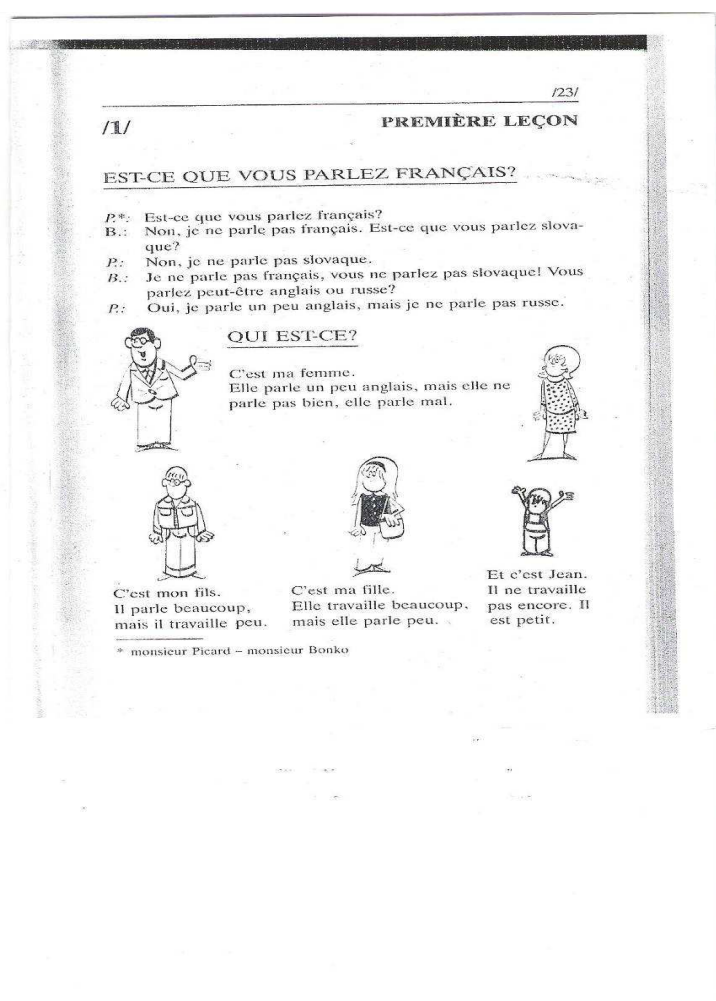 /23/
/1/ PREMIÈRE LEÇON
EST-CE QUE VOUS PARLEZ FRANÇAIS?
P.*: Est-ce que vous parlez français?
B.: Non, je ne parle pas français. Est-ce que vous parlez slova-
que?
P.: Non, je ne parle pas slovaque.
B.: Je ne parle pas français, vous ne parlez pas slovaque! Vous
parlez peut-être anglais ou russe?
P.: Oui, je parle un peu anglais, mais je ne parle pas russe.
QUI EST-CE?
C'est ma femme.
Elle parle un peu anglais, mais elle ne
parle pas bien, elle parle mal.
C'est mon fils.
Il parle beaucoup,
mais il travaille peu.
C'est ma fille.
Elle travaille beaucoup,
mais elle parle peu.
Et c'est Jean.
Il ne travaille
pas encore. Il
est petit.
* monsieur Picard – monsieur Bonko